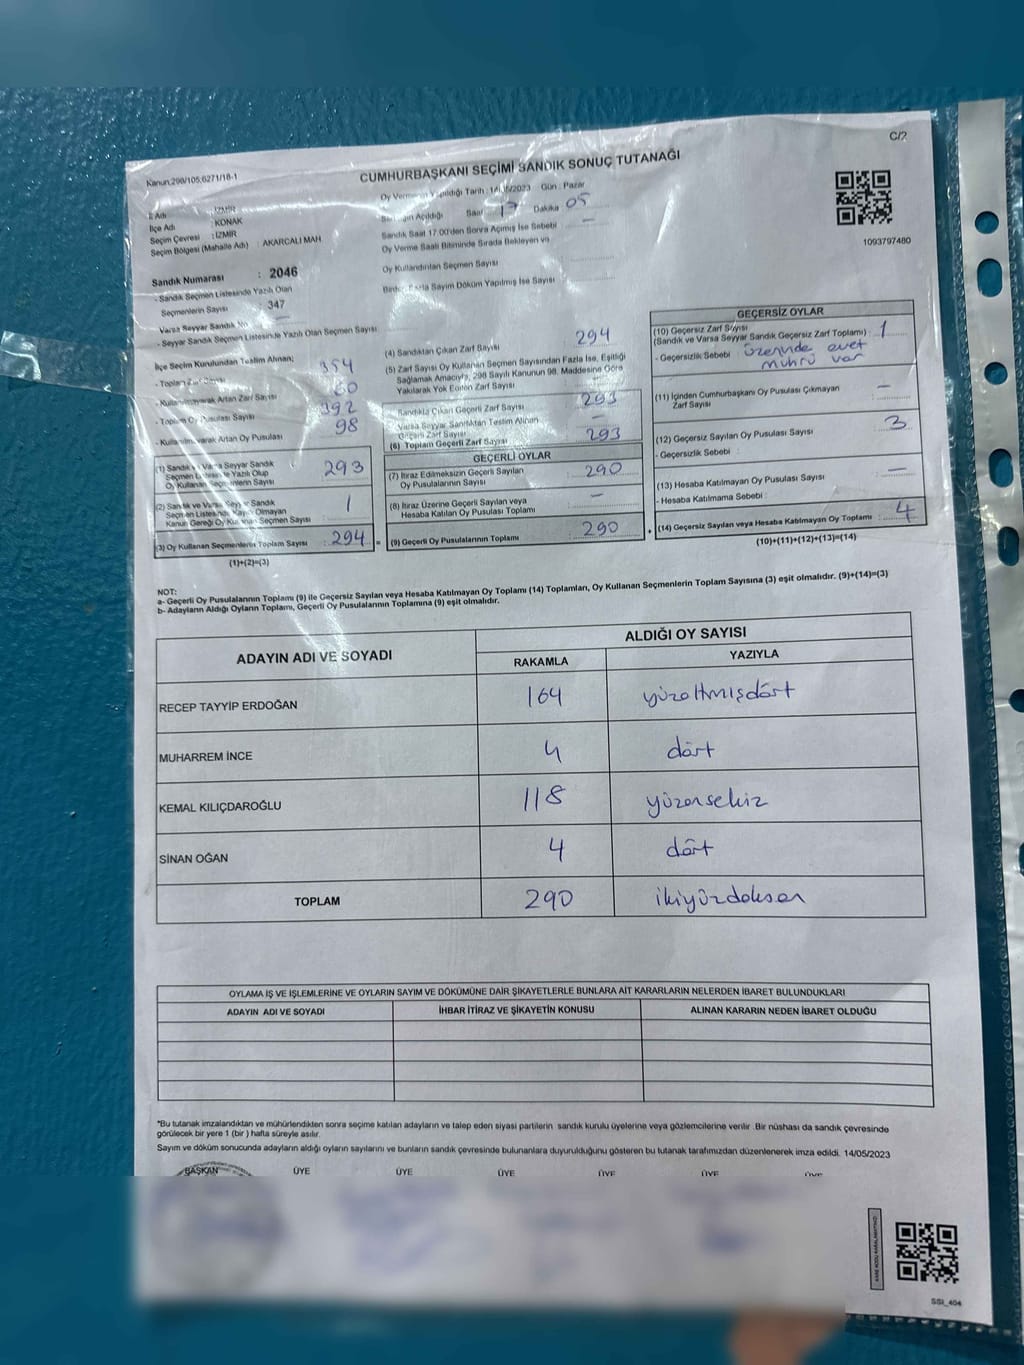 C/2
Kanun:298/105;6271/18-1
CUMHURBAŞKANI SEÇİMİ SANDIK SONUÇ TUTANAĞI
İl Adı : İZMİR
İlçe Adı : KONAK
Seçim Çevresi : İZMİR
Seçim Bölgesi (Mahalle Adı) : AKARCALI MAH
Sandık Numarası : 2046
- Sandık Seçmen Listesinde Yazılı Olan
Seçmenlerin Sayısı : 347
Varsa Seyyar Sandık No
- Seyyar Sandık Seçmen Listesinde Yazılı Olan Seçmen Sayısı
Oy Vermenin Yapıldığı Tarih : 14/05/2023 Gün : Pazar
Sandığın Açıldığı Saat 17 Dakika 05
Sandık Saat 17.00'den Sonra Açılmış İse Sebebi –
Oy Verme Saati Bitiminde Sırada Bekleyen ve
Oy Kullandırılan Seçmen Sayısı
Birden Fazla Sayım Döküm Yapılmış İse Sayısı
1093797480
İlçe Seçim Kurulundan Teslim Alınan;
- Toplam Zarf Sayısı 354
- Kullanılmayarak Artan Zarf Sayısı 60
- Toplam Oy Pusulası Sayısı 392
- Kullanılmayarak Artan Oy Pusulası 98
(1) Sandık ve Varsa Seyyar Sandık
Seçmen Listesinde Yazılı Olup
Oy Kullanan Seçmenlerin Sayısı : 293
(2) Sandık ve Varsa Seyyar Sandık
Seçmen Listesinde Kayıtlı Olmayan
Kanun Gereği Oy Kullanan Seçmen Sayısı : 1
(3) Oy Kullanan Seçmenlerin Toplam Sayısı : 294
(1)+(2)=(3)
(4) Sandıktan Çıkan Zarf Sayısı 294
(5) Zarf Sayısı Oy Kullanan Seçmen Sayısından Fazla İse, Eşitliği
Sağlamak Amacıyla, 298 Sayılı Kanunun 98. Maddesine Göre
Yakılarak Yok Edilen Zarf Sayısı –
Sandıkta Çıkan Geçerli Zarf Sayısı 293
Varsa Seyyar Sandıktan Teslim Alınan
Geçerli Zarf Sayısı –
(6) Toplam Geçerli Zarf Sayısı : 293
GEÇERLİ OYLAR
(7) İtiraz Edilmeksizin Geçerli Sayılan
Oy Pusulalarının Sayısı : 290
(8) İtiraz Üzerine Geçerli Sayılan veya
Hesaba Katılan Oy Pusulası Toplamı : –
(9) Geçerli Oy Pusulalarının Toplamı : 290
GEÇERSİZ OYLAR
(10) Geçersiz Zarf Sayısı
(Sandık ve Varsa Seyyar Sandık Geçersiz Zarf Toplamı) : 1
- Geçersizlik Sebebi : üzerinde evet
mührü var
(11) İçinden Cumhurbaşkanı Oy Pusulası Çıkmayan
Zarf Sayısı : –
(12) Geçersiz Sayılan Oy Pusulası Sayısı : 3
- Geçersizlik Sebebi :
(13) Hesaba Katılmayan Oy Pusulası Sayısı : –
- Hesaba Katılmama Sebebi :
(14) Geçersiz Sayılan veya Hesaba Katılmayan Oy Toplamı : 4
(10)+(11)+(12)+(13)=(14)
NOT:
a- Geçerli Oy Pusulalarının Toplamı (9) ile Geçersiz Sayılan veya Hesaba Katılmayan Oy Toplamı (14) Toplamları, Oy Kullanan Seçmenlerin Toplam Sayısına (3) eşit olmalıdır. (9)+(14)=(3)
b- Adayların Aldığı Oyların Toplamı, Geçerli Oy Pusulalarının Toplamına (9) eşit olmalıdır.
ADAYIN ADI VE SOYADI
ALDIĞI OY SAYISI
RAKAMLA YAZIYLA
RECEP TAYYİP ERDOĞAN 164 yüzaltmışdört
MUHARREM İNCE 4 dört
KEMAL KILIÇDAROĞLU 118 yüzonsekiz
SİNAN OĞAN 4 dört
TOPLAM 290 ikiyüzdoksan
OYLAMA İŞ VE İŞLEMLERİNE VE OYLARIN SAYIM VE DÖKÜMÜNE DAİR ŞİKAYETLERLE BUNLARA AİT KARARLARIN NELERDEN İBARET BULUNDUKLARI
ADAYIN ADI VE SOYADI İHBAR İTİRAZ VE ŞİKAYETİN KONUSU ALINAN KARARIN NEDEN İBARET OLDUĞU
*Bu tutanak imzalandıktan ve mühürlendikten sonra seçime katılan adayların ve talep eden siyasi partilerin sandık kurulu üyelerine veya gözlemcilerine verilir. Bir nüshası da sandık çevresinde
görülecek bir yere 1 (bir) hafta süreyle asılır.
Sayım ve döküm sonucunda adayların aldığı oyların sayılarını ve bunların sandık çevresinde bulunanlara duyurulduğunu gösteren bu tutanak tarafımızdan düzenlenerek imza edildi. 14/05/2023
BAŞKAN ÜYE ÜYE ÜYE ÜYE ÜYE ÜYE
SSI_404